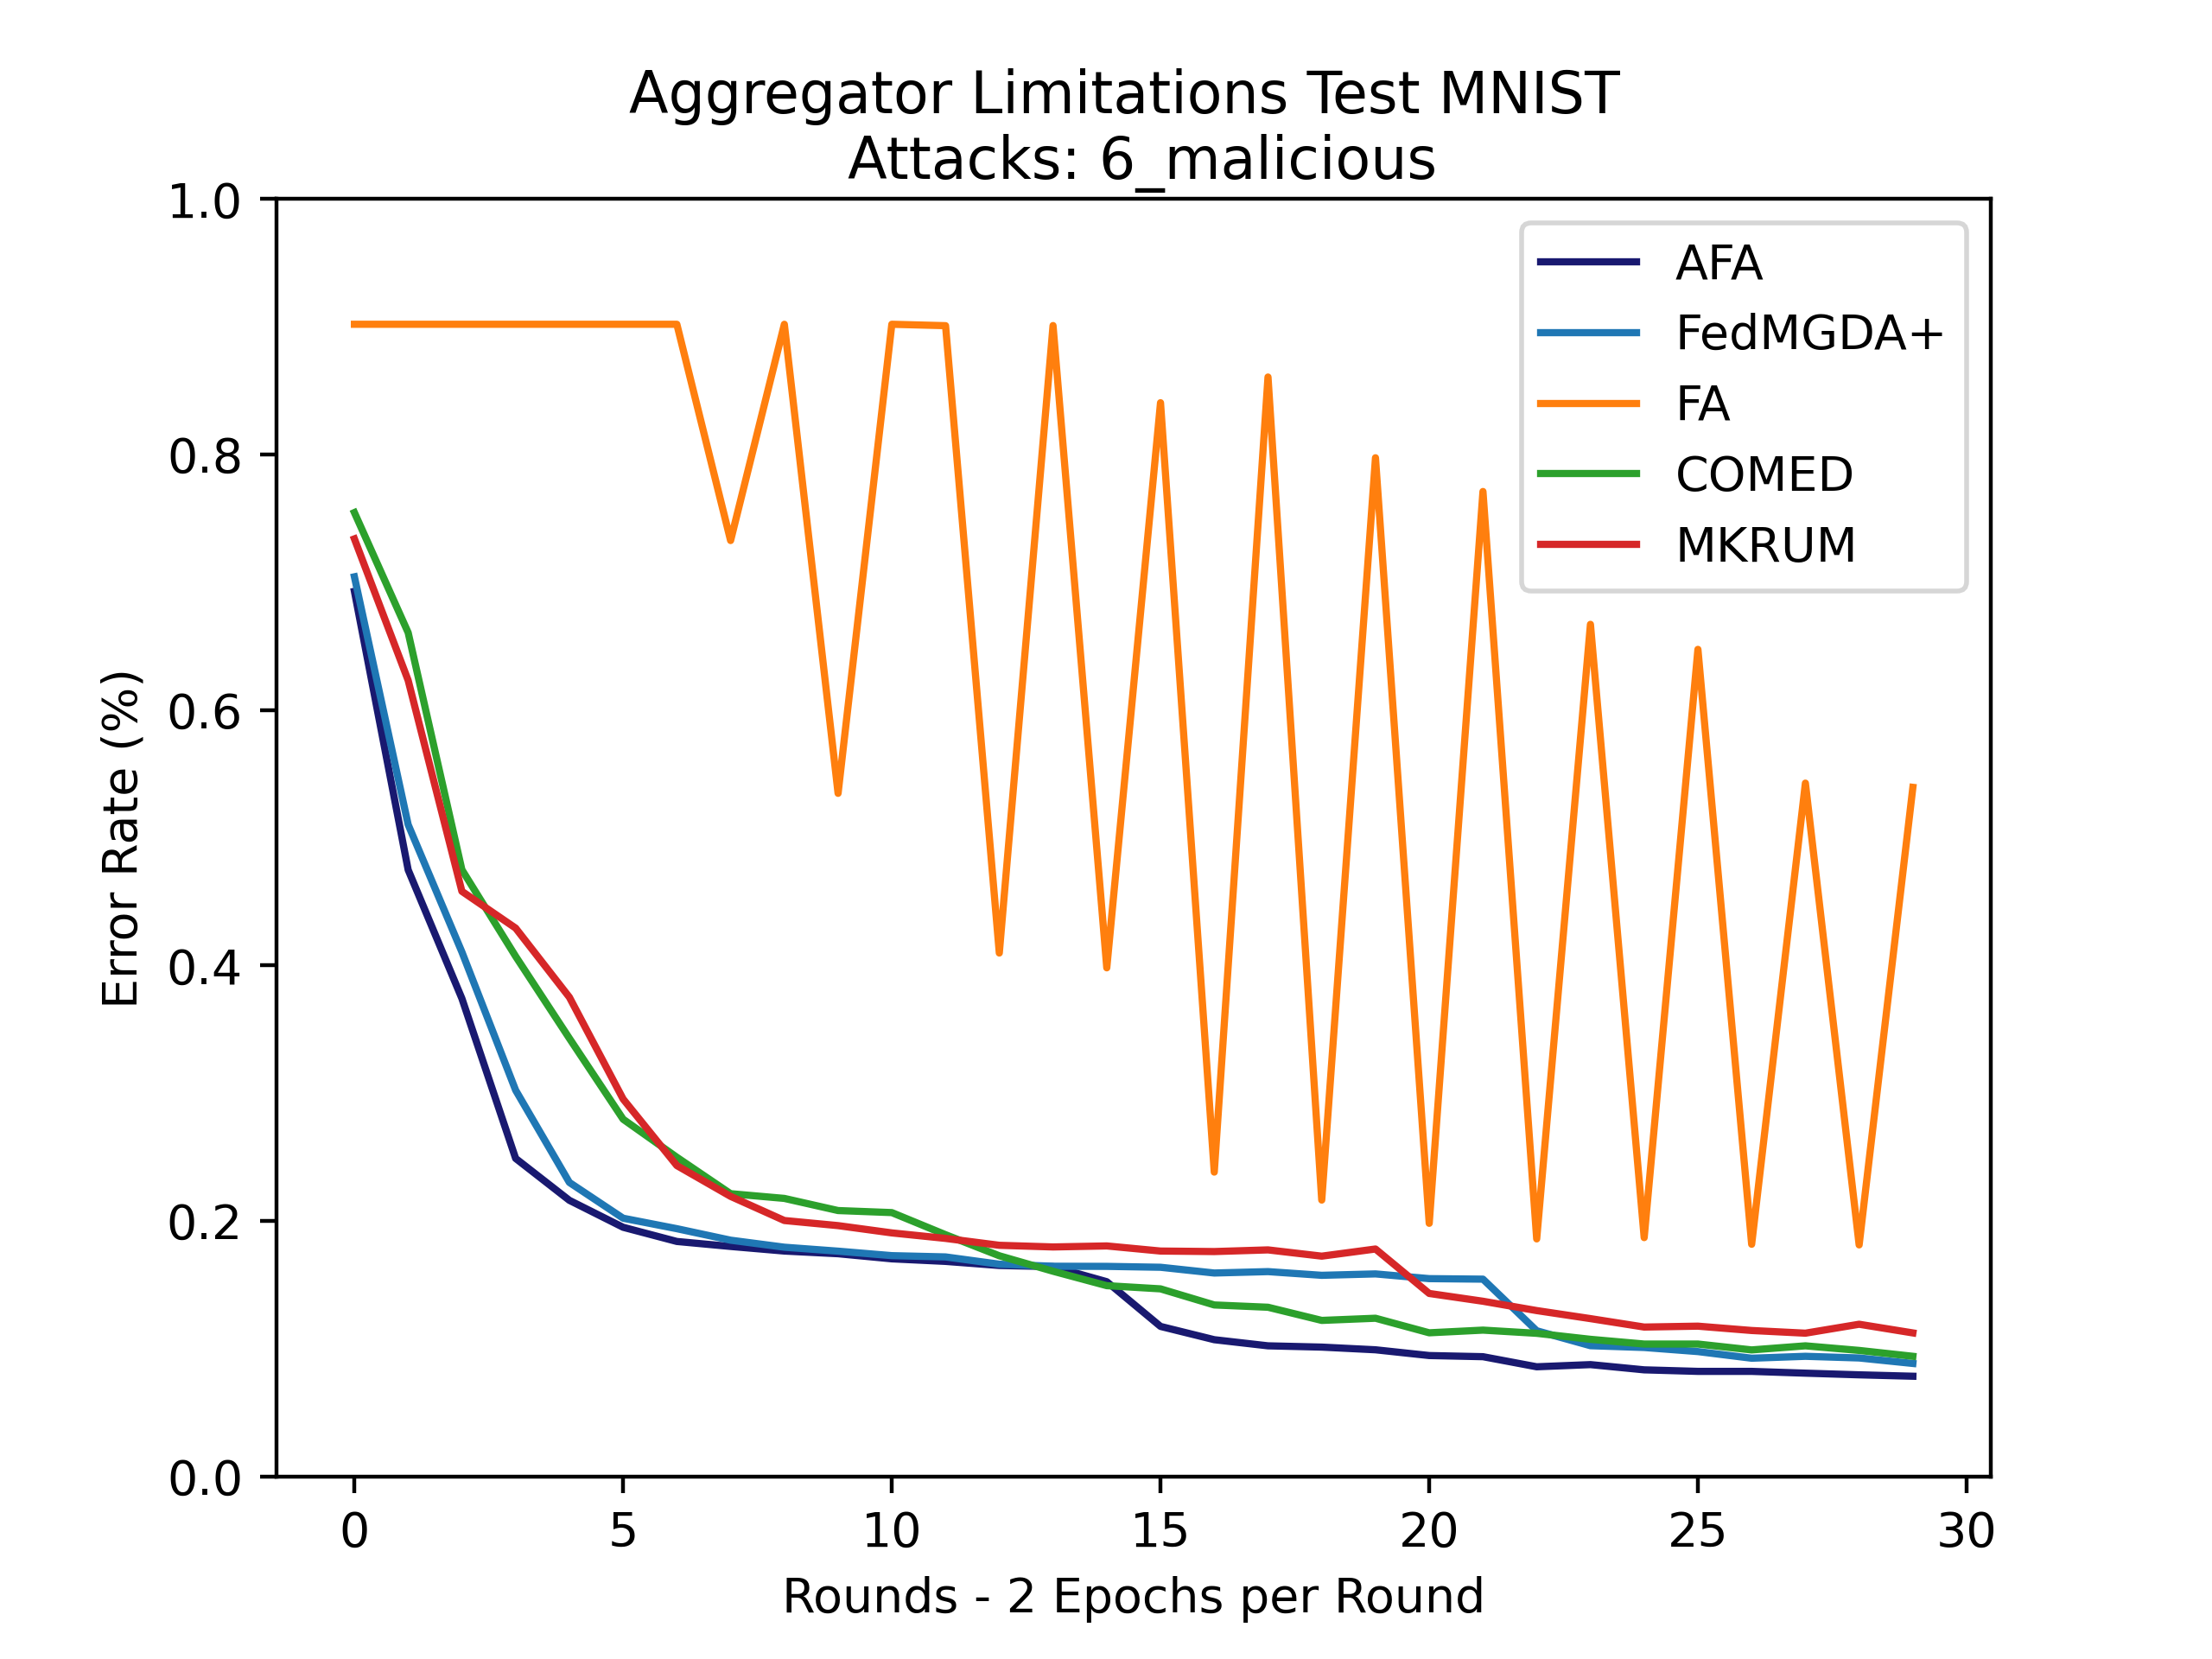 Aggregator Limitations Test MNIST
Attacks: 6_malicious
1.0
0.8
0.6
0.4
0.2
0.0
Error Rate (%)
AFA
FedMGDA+
FA
COMED
MKRUM
0 5 10 15 20 25 30
Rounds - 2 Epochs per Round